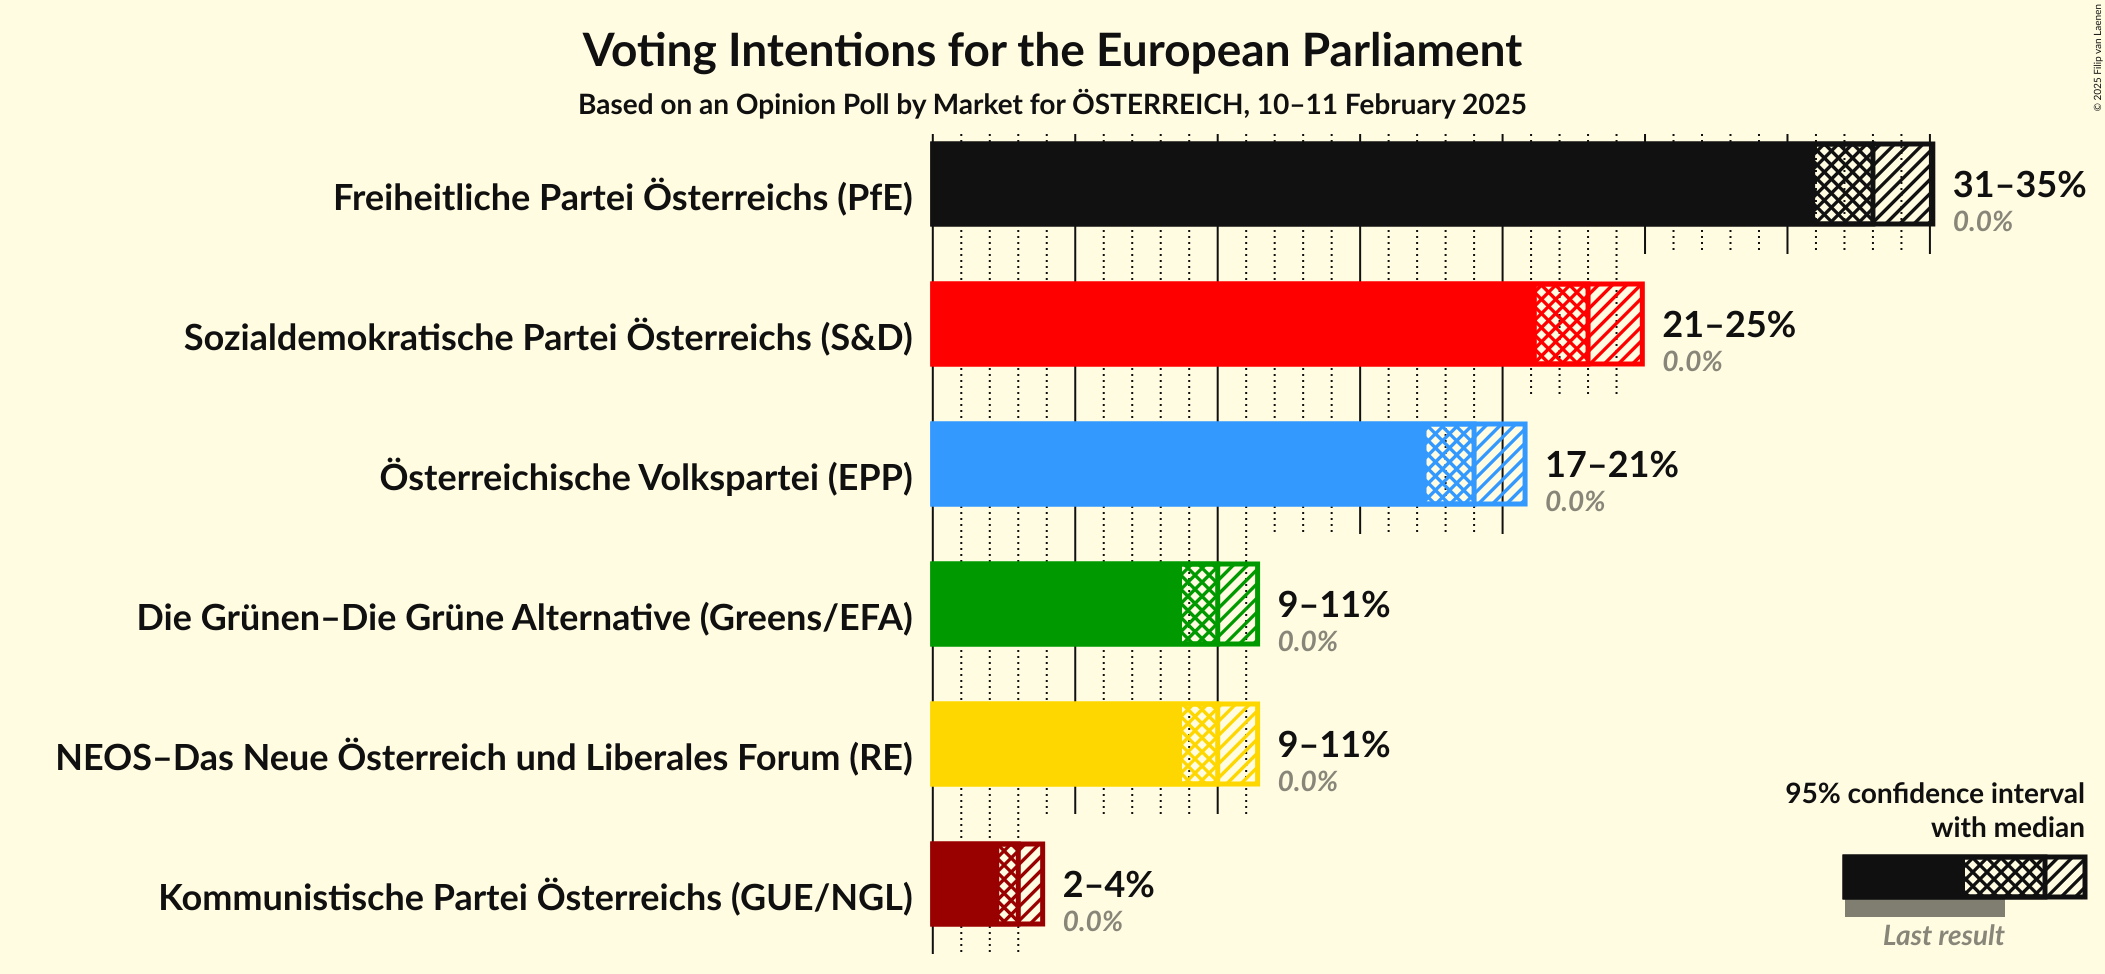 Voting Intentions for the European Parliament
Based on an Opinion Poll by Market for ÖSTERREICH, 10–11 February 2025
© 2025 Filip van Laenen
Freiheitliche Partei Österreichs (PfE)
31–35%
0.0%
Sozialdemokratische Partei Österreichs (S&D)
21–25%
0.0%
Österreichische Volkspartei (EPP)
17–21%
0.0%
Die Grünen–Die Grüne Alternative (Greens/EFA)
9–11%
0.0%
NEOS–Das Neue Österreich und Liberales Forum (RE)
9–11%
0.0%
Kommunistische Partei Österreichs (GUE/NGL)
2–4%
0.0%
95% confidence interval
with median
Last result